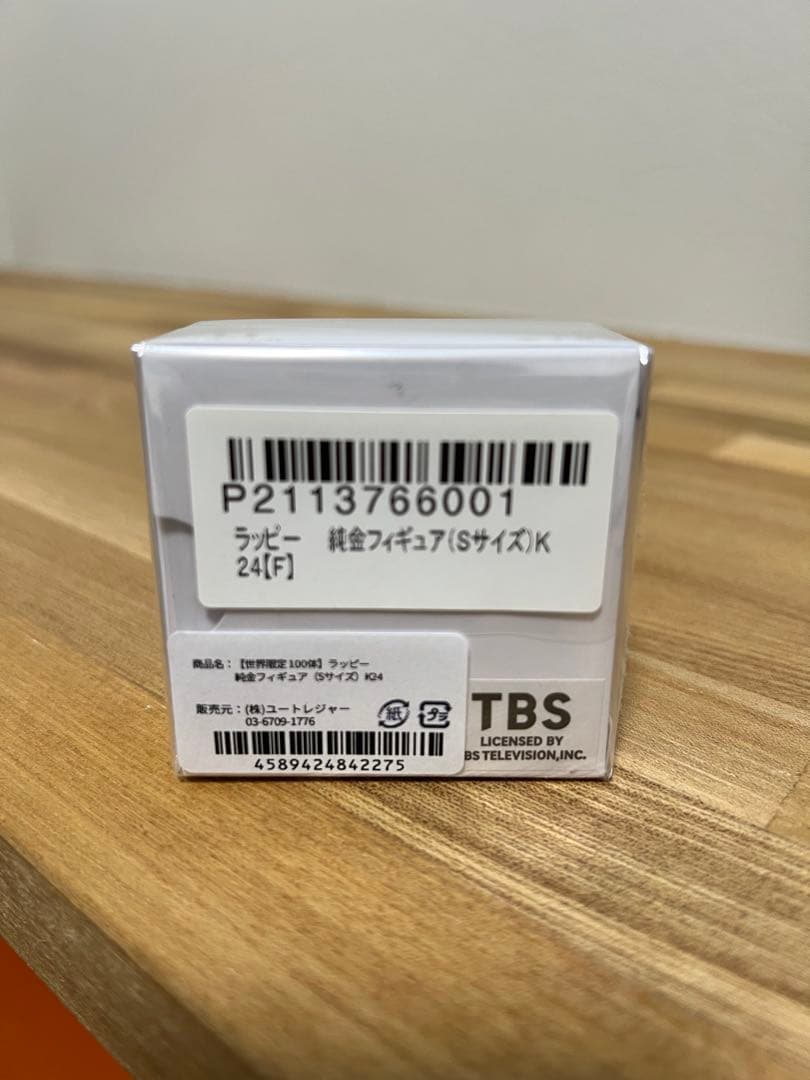 P2113766001
ラッピー　純金フィギュア(Sサイズ)K
24【F】
商品名：【世界限定100体】ラッピー
純金フィギュア（Sサイズ）K24
販売元：(株)ユートレジャー
03-6709-1776
紙
プラ
4589424842275
TBS
LICENSED BY
BS TELEVISION,INC.